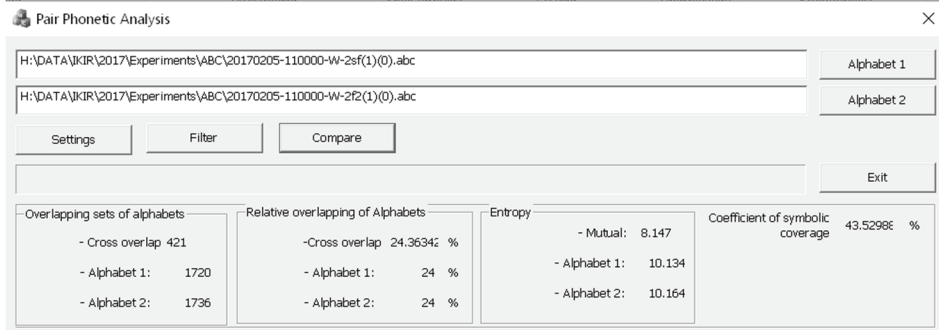 Pair Phonetic Analysis
H:\DATA\IKIR\2017\Experiments\ABC\20170205-110000-W-2sf(1)(0).abc
Alphabet 1
H:\DATA\IKIR\2017\Experiments\ABC\20170205-110000-W-2f2(1)(0).abc
Alphabet 2
Settings
Filter
Compare
Exit
Overlapping sets of alphabets
- Cross overlap 421
- Alphabet 1: 1720
- Alphabet 2: 1736
Relative overlapping of Alphabets
-Cross overlap 24.36342 %
- Alphabet 1: 24 %
- Alphabet 2: 24 %
Entropy
- Mutual: 8.147
- Alphabet 1: 10.134
- Alphabet 2: 10.164
Coefficient of symbolic
coverage
43.52988 %